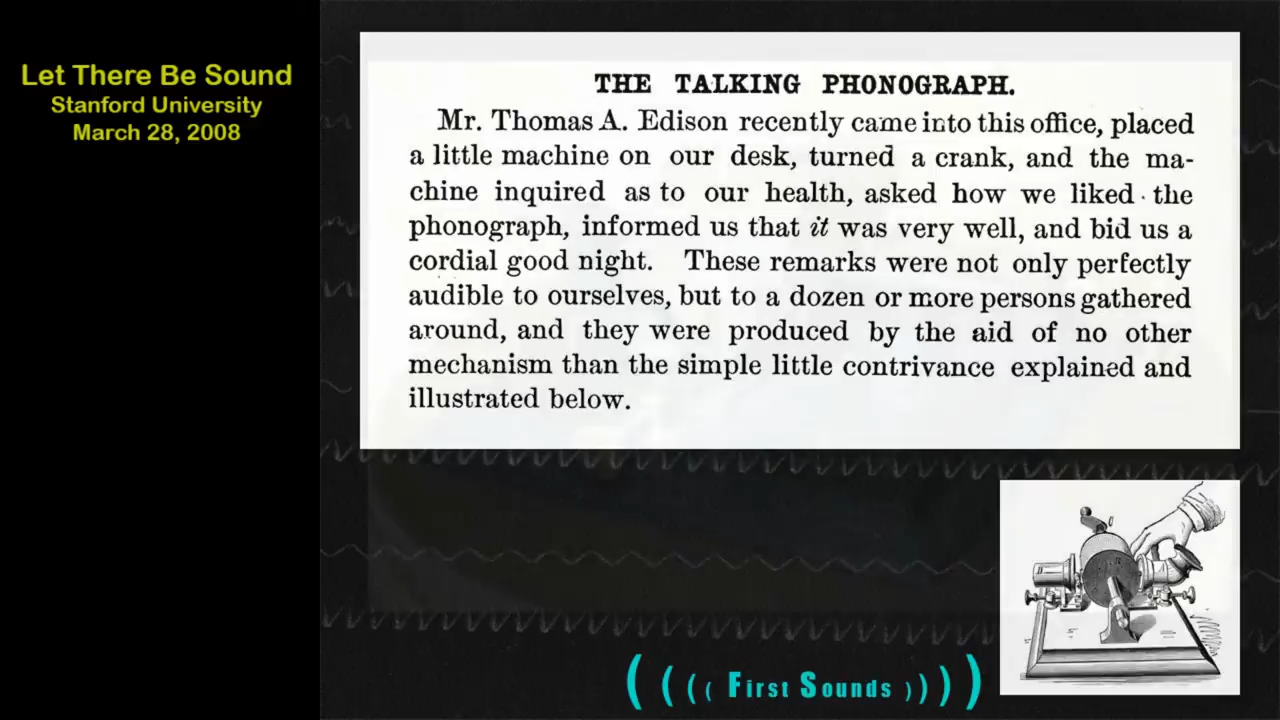 Let There Be Sound
Stanford University
March 28, 2008
THE TALKING PHONOGRAPH.
Mr. Thomas A. Edison recently came into this office, placed
a little machine on our desk, turned a crank, and the ma-
chine inquired as to our health, asked how we liked the
phonograph, informed us that it was very well, and bid us a
cordial good night. These remarks were not only perfectly
audible to ourselves, but to a dozen or more persons gathered
around, and they were produced by the aid of no other
mechanism than the simple little contrivance explained and
illustrated below.
((((First Sounds))))